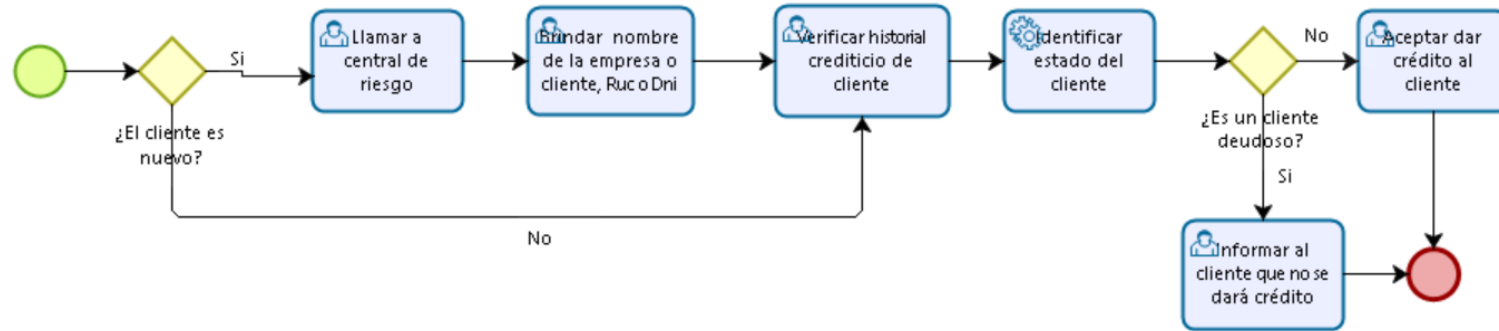 ¿El cliente es
nuevo?
Si
Llamar a
central de
riesgo
Brindar nombre
de la empresa o
cliente, Ruc o Dni
Verificar historial
crediticio de
cliente
Identificar
estado del
cliente
¿Es un cliente
deudoso?
No
Aceptar dar
crédito al
cliente
Si
No
Informar al
cliente que no se
dará crédito